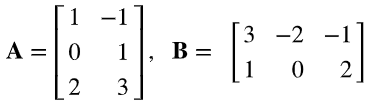 A = [1 −1
0 1
2 3], B = [3 −2 −1
1 0 2]